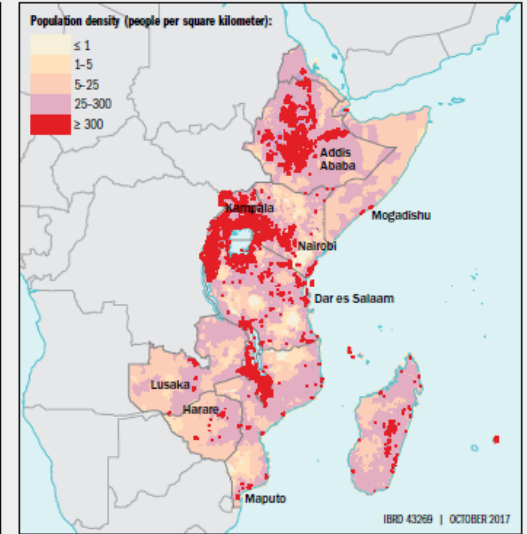 Population density (people per square kilometer):
≤ 1
1-5
5-25
25-300
≥ 300
Addis
Ababa
Kampala
Mogadishu
Nairobi
Dar es Salaam
Lusaka
Harare
Maputo
IBRD 43269 | OCTOBER 2017